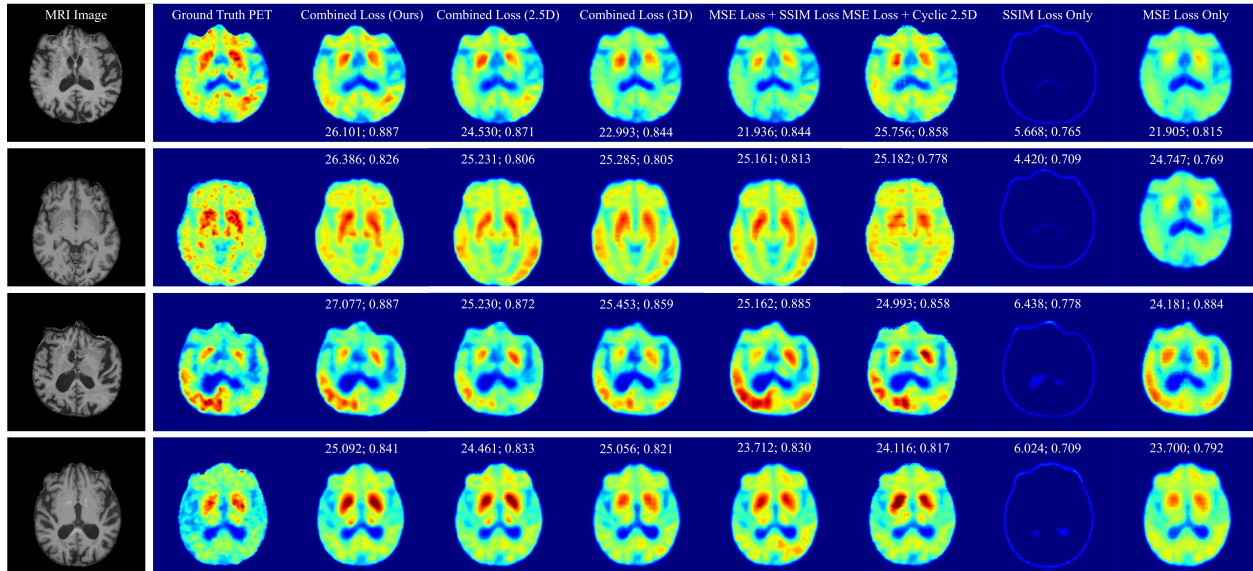 MRI Image Ground Truth PET Combined Loss (Ours) Combined Loss (2.5D) Combined Loss (3D) MSE Loss + SSIM Loss MSE Loss + Cyclic 2.5D SSIM Loss Only MSE Loss Only
26.101; 0.887 24.530; 0.871 22.993; 0.844 21.936; 0.844 25.756; 0.858 5.668; 0.765 21.905; 0.815
26.386; 0.826 25.231; 0.806 25.285; 0.805 25.161; 0.813 25.182; 0.778 4.420; 0.709 24.747; 0.769
27.077; 0.887 25.230; 0.872 25.453; 0.859 25.162; 0.885 24.993; 0.858 6.438; 0.778 24.181; 0.884
25.092; 0.841 24.461; 0.833 25.056; 0.821 23.712; 0.830 24.116; 0.817 6.024; 0.709 23.700; 0.792